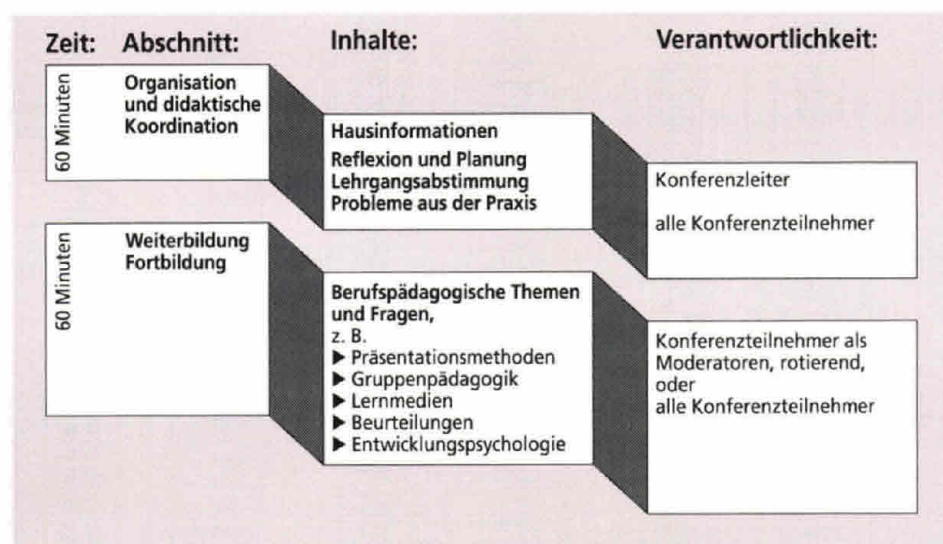 Zeit: Abschnitt: Inhalte: Verantwortlichkeit:
60 Minuten
Organisation
und didaktische
Koordination
Hausinformationen
Reflexion und Planung
Lehrgangsabstimmung
Probleme aus der Praxis
Konferenzleiter
alle Konferenzteilnehmer
60 Minuten
Weiterbildung
Fortbildung
Berufspädagogische Themen
und Fragen,
z. B.
▶ Präsentationsmethoden
▶ Gruppenpädagogik
▶ Lernmedien
▶ Beurteilungen
▶ Entwicklungspsychologie
Konferenzteilnehmer als
Moderatoren, rotierend,
oder
alle Konferenzteilnehmer